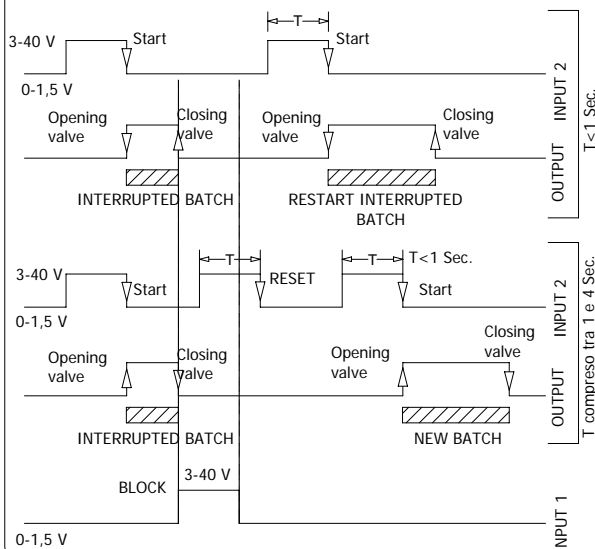 T
3-40 V
Start
Start
0-1,5 V
INPUT 2
Opening
valve
Closing
valve
Opening
valve
Closing
valve
OUTPUT
T<1 Sec.
INTERRUPTED BATCH
RESTART INTERRUPTED
BATCH
T
T
T<1 Sec.
3-40 V
RESET
Start
Start
0-1,5 V
INPUT 2
Opening
valve
Closing
valve
Opening
valve
Closing
valve
OUTPUT
T compreso tra 1 e 4 Sec.
INTERRUPTED BATCH
NEW BATCH
3-40 V
BLOCK
0-1,5 V
INPUT 1